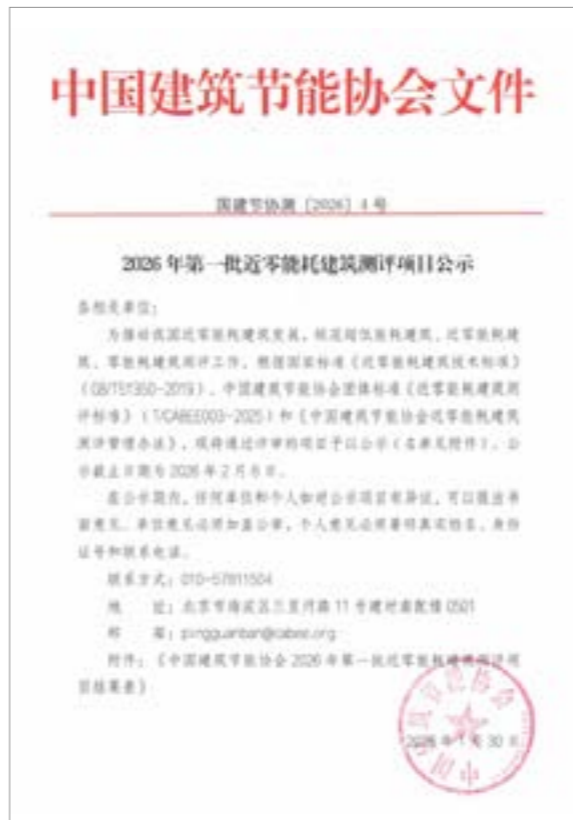 中国建筑节能协会文件
国建节协测〔2026〕4号
2026年第一批近零能耗建筑测评项目公示
各相关单位:
为推动我国近零能耗建筑发展,规范超低能耗建筑、近零能耗建
筑、零能耗建筑测评工作,根据国家标准《近零能耗建筑技术标准》
(GB/T51350-2019)、中国建筑节能协会团体标准《近零能耗建筑测
评标准》(T/CABEE003-2025)和《中国建筑节能协会近零能耗建筑
测评管理办法》,现将通过评审的项目予以公示(名单见附件),公
示截止日期为2026年2月6日。
在公示期内,任何单位和个人如对公示项目有异议,可以提出书
面意见。单位意见必须加盖公章,个人意见必须署明真实姓名、身份
证号和联系电话。
联系方式:010-57811504
地 址:北京市海淀区三里河路11号建材南配楼0501
邮 箱:pingguanban@cabee.org
附件:《中国建筑节能协会2026年第一批近零能耗建筑测评项
目结果表》
2026年1月30日